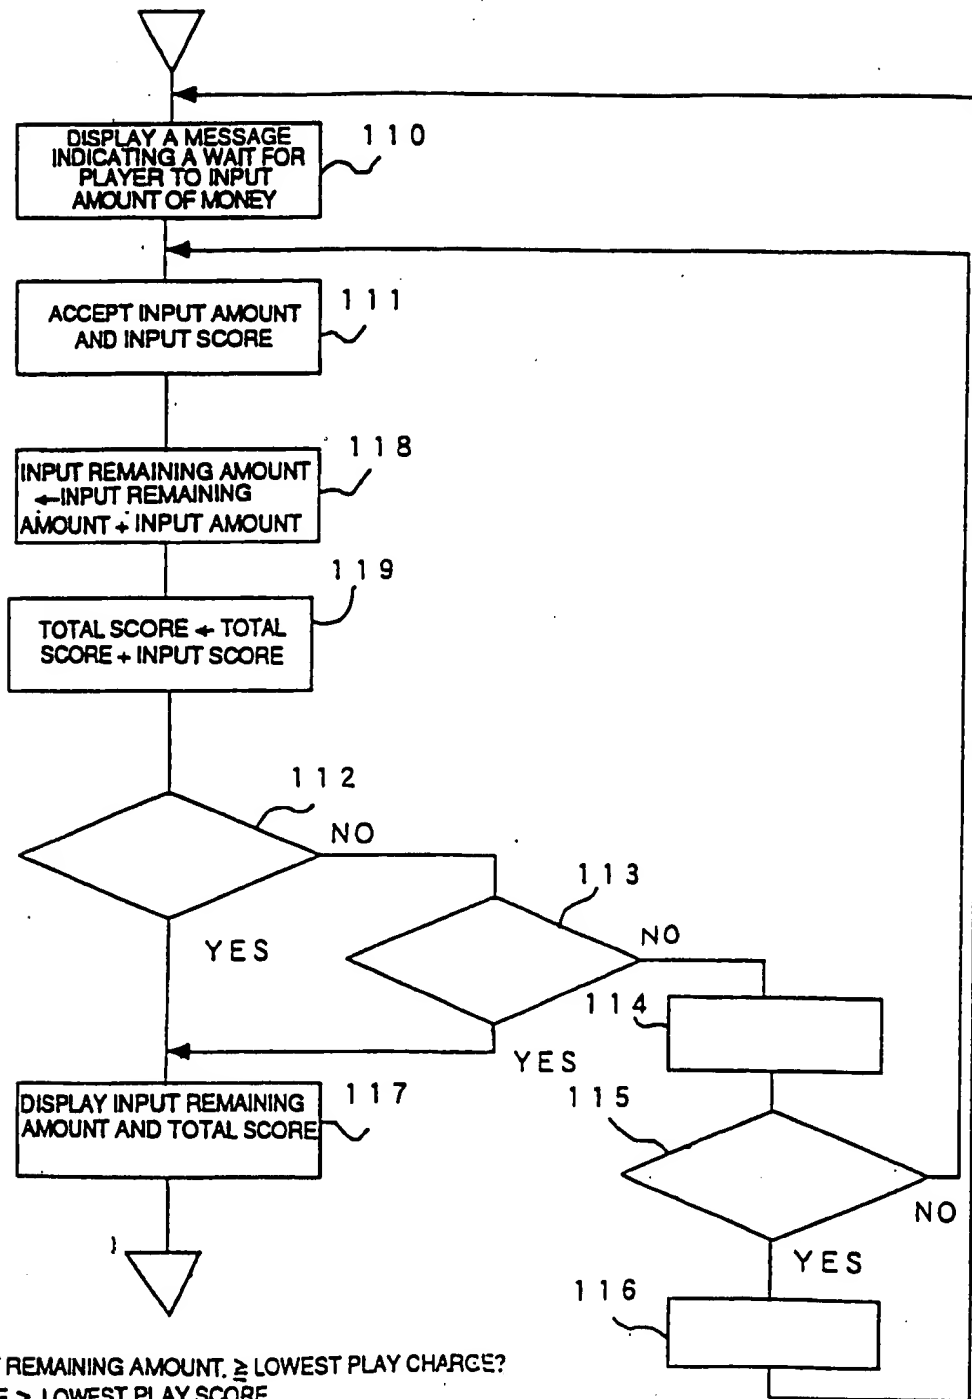 DISPLAY A MESSAGE
INDICATING A WAIT FOR
PLAYER TO INPUT
AMOUNT OF MONEY
110
ACCEPT INPUT AMOUNT
AND INPUT SCORE
111
INPUT REMAINING AMOUNT
←INPUT REMAINING
AMOUNT + INPUT AMOUNT
118
TOTAL SCORE ← TOTAL
SCORE + INPUT SCORE
119
112
NO
YES
113
NO
YES
114
115
NO
YES
116
DISPLAY INPUT REMAINING
AMOUNT AND TOTAL SCORE
117
REMAINING AMOUNT. ≧ LOWEST PLAY CHARGE?
≥ LOWEST PLAY SCORE